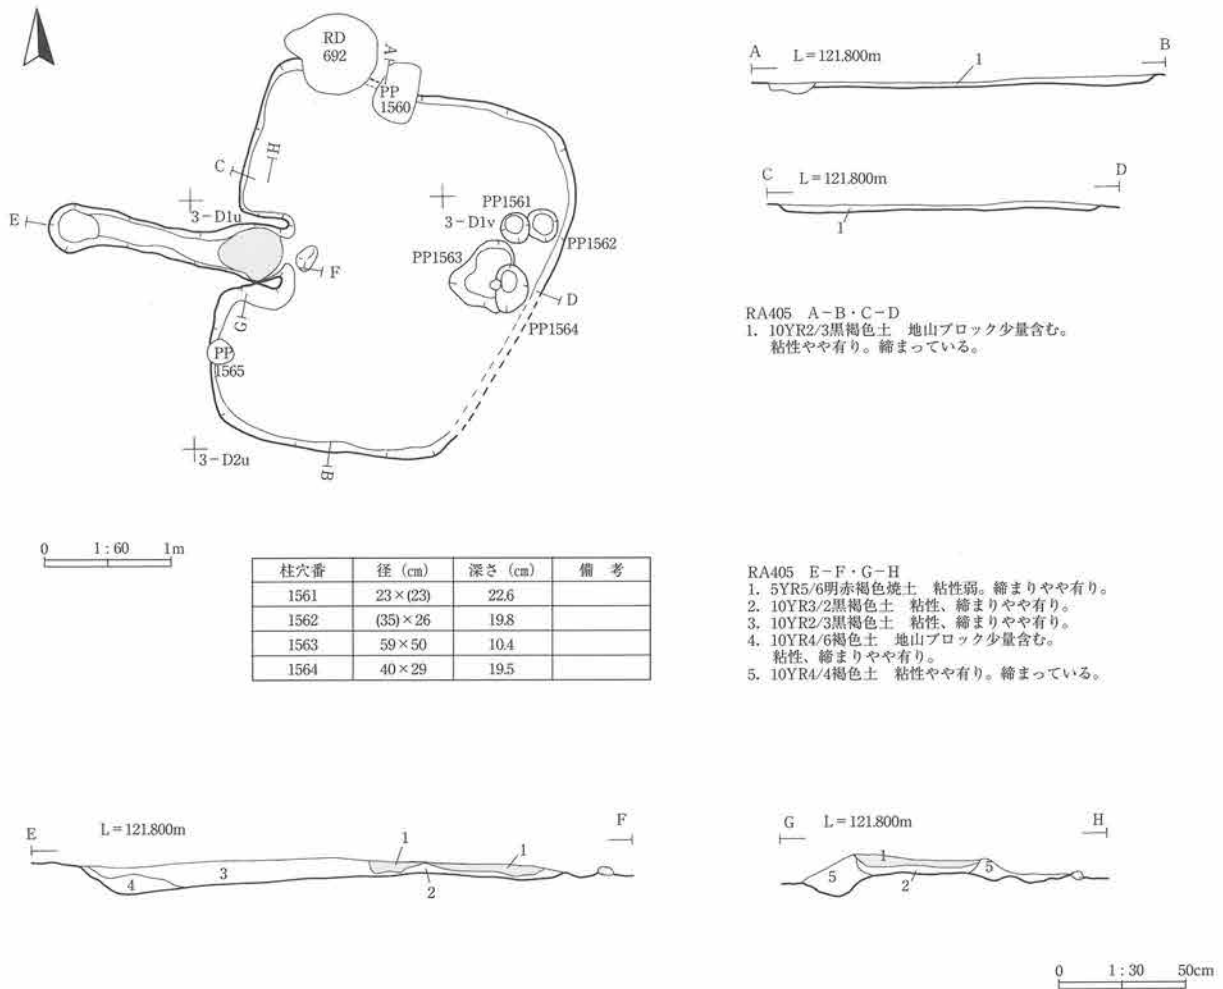 RD
692
A
PP
1560
A
L＝121.800m
1
B
C
H
E
3－D1u
PP1561
3－D1v
PP1562
PP1563
F
G
D
PP1564
PP
1565
3－D2u
B
C
L＝121.800m
D
1
RA405　A－B・C－D
1. 10YR2/3黒褐色土　地山ブロック少量含む。
粘性やや有り。締まっている。
0　1:60　1m
柱穴番　径（cm）　深さ（cm）　備　考
1561　23×(23)　22.6
1562　(35)×26　19.8
1563　59×50　10.4
1564　40×29　19.5
RA405　E－F・G－H
1. 5YR5/6明赤褐色焼土　粘性弱。締まりやや有り。
2. 10YR3/2黒褐色土　粘性、締まりやや有り。
3. 10YR2/3黒褐色土　粘性、締まりやや有り。
4. 10YR4/6褐色土　地山ブロック少量含む。
粘性、締まりやや有り。
5. 10YR4/4褐色土　粘性やや有り。締まっている。
E
L＝121.800m
F
1
1
3
4
2
G
L＝121.800m
H
1
5
5
2
0　1:30　50cm